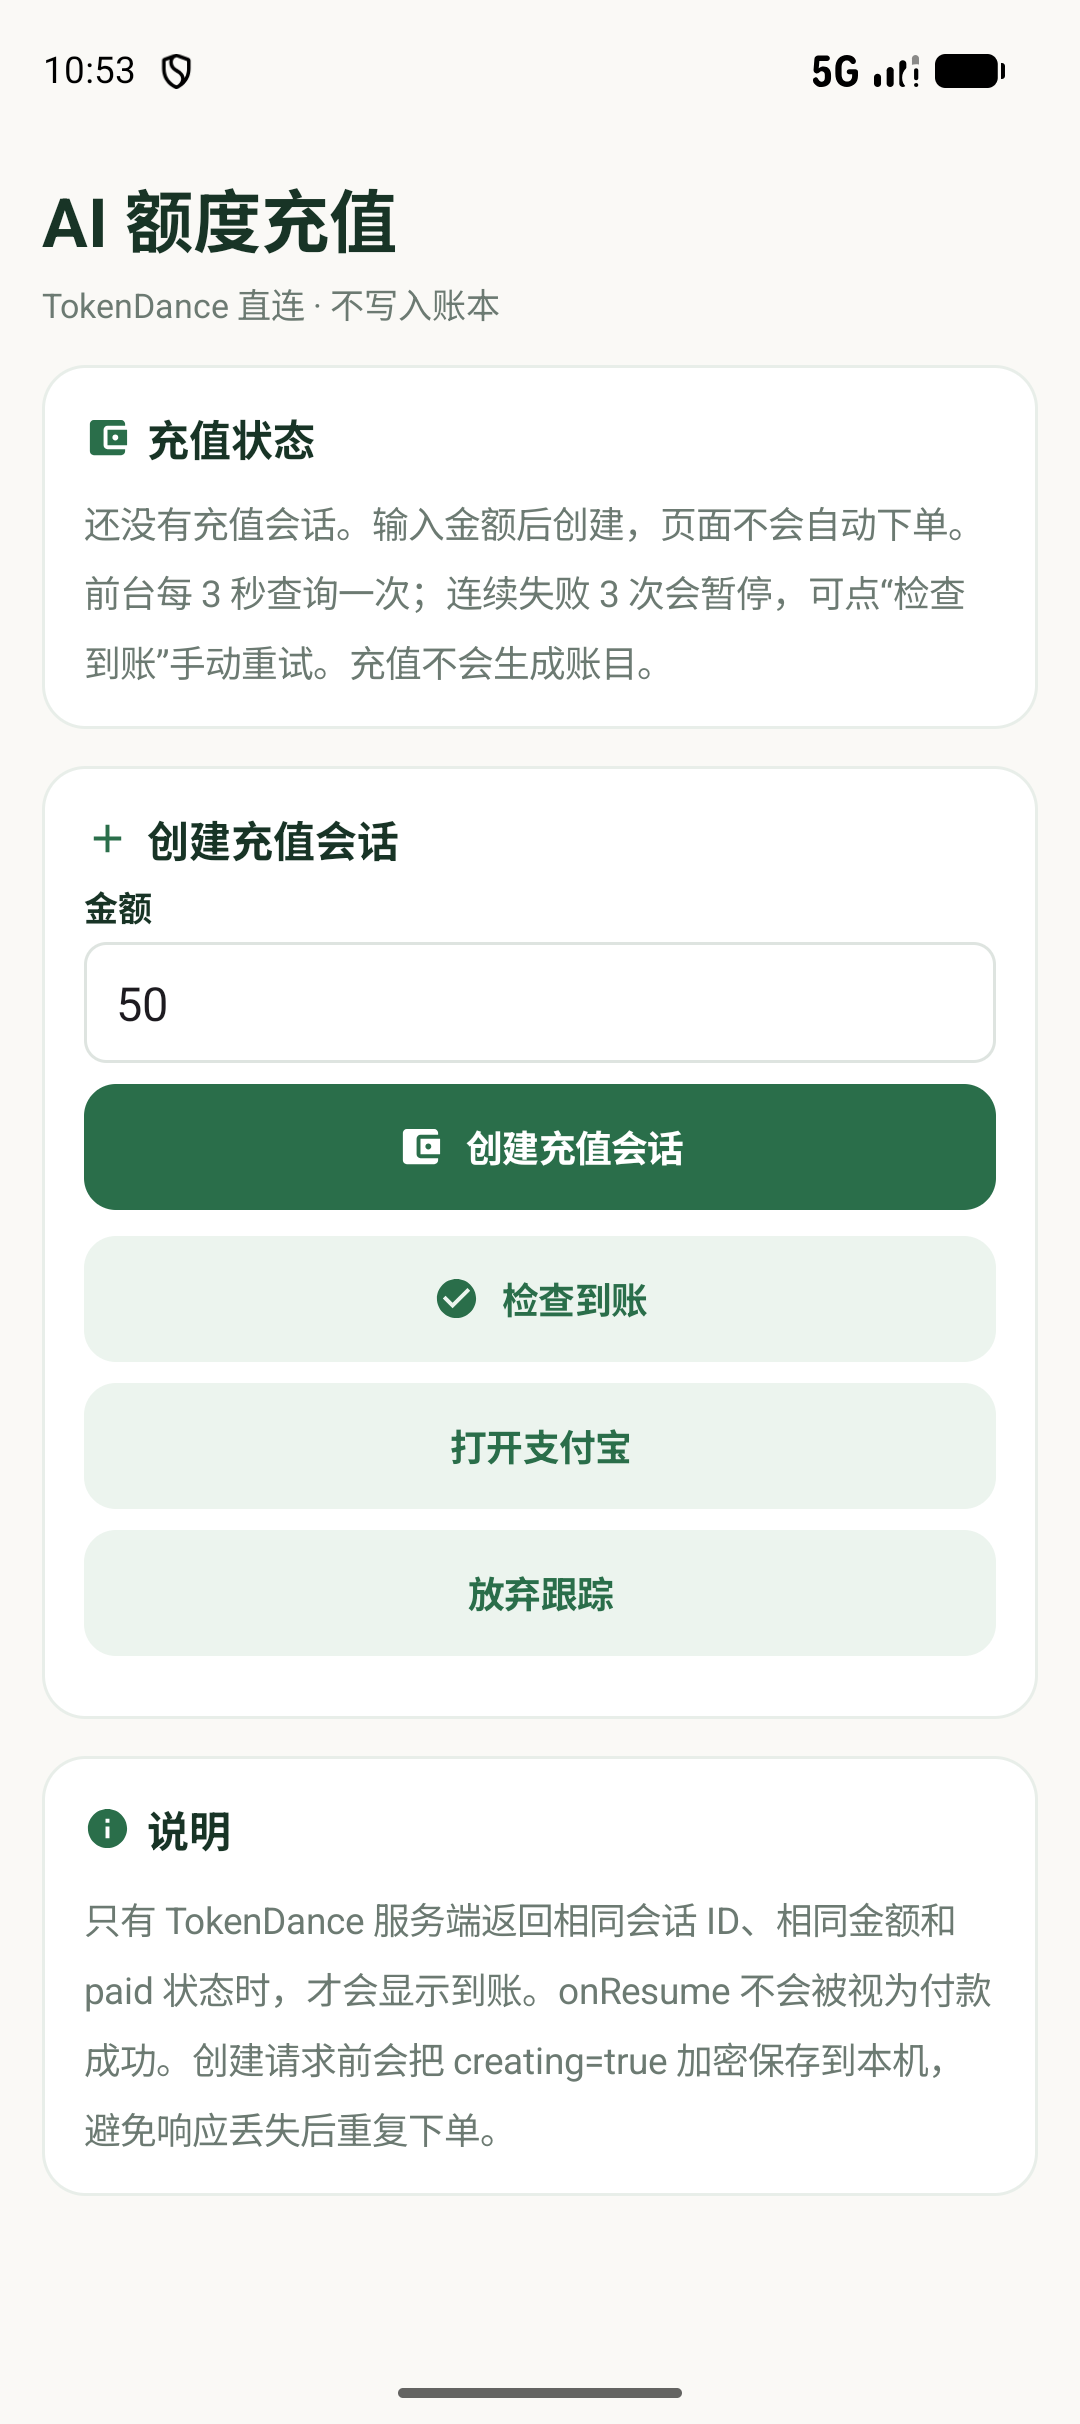 10:53
5G
AI 额度充值
TokenDance 直连 · 不写入账本
充值状态
还没有充值会话。输入金额后创建，页面不会自动下单。
前台每 3 秒查询一次；连续失败 3 次会暂停，可点“检查
到账”手动重试。充值不会生成账目。
创建充值会话
金额
50
创建充值会话
检查到账
打开支付宝
放弃跟踪
说明
只有 TokenDance 服务端返回相同会话 ID、相同金额和
paid 状态时，才会显示到账。onResume 不会被视为付款
成功。创建请求前会把 creating=true 加密保存到本机，
避免响应丢失后重复下单。